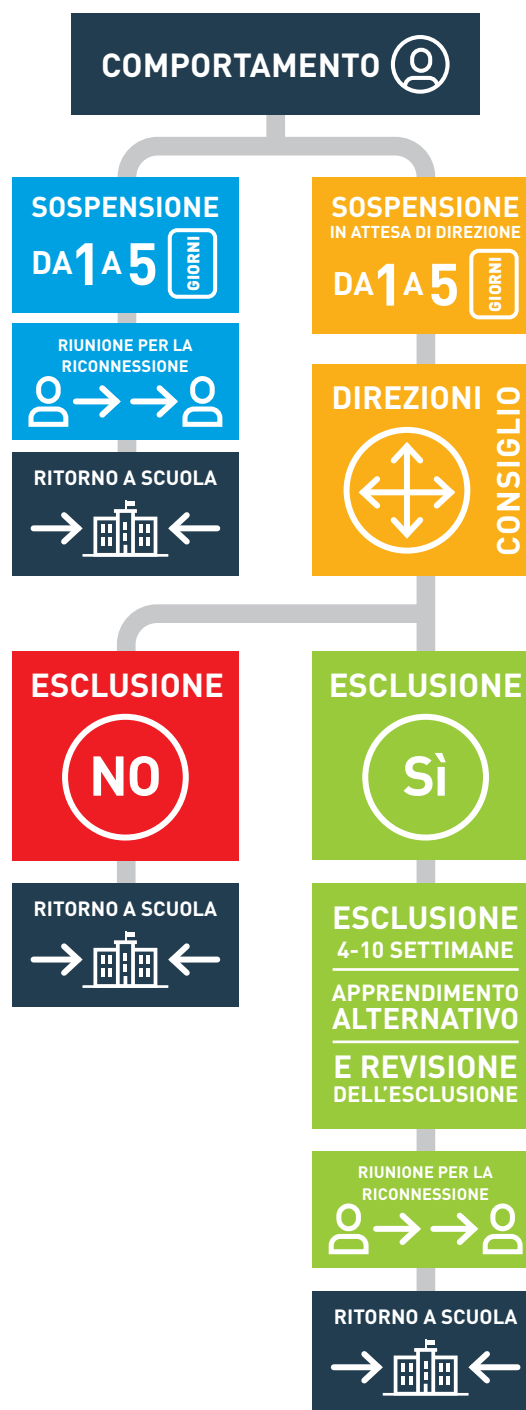 COMPORTAMENTO
SOSPENSIONE
DA 1 A 5 GIORNI
RIUNIONE PER LA
RICONNESSIONE
RITORNO A SCUOLA
SOSPENSIONE
IN ATTESA DI DIREZIONE
DA 1 A 5 GIORNI
DIREZIONI
CONSIGLIO
ESCLUSIONE
NO
RITORNO A SCUOLA
ESCLUSIONE
Sì
ESCLUSIONE
4-10 SETTIMANE
APPRENDIMENTO
ALTERNATIVO
E REVISIONE
DELL'ESCLUSIONE
RIUNIONE PER LA
RICONNESSIONE
RITORNO A SCUOLA